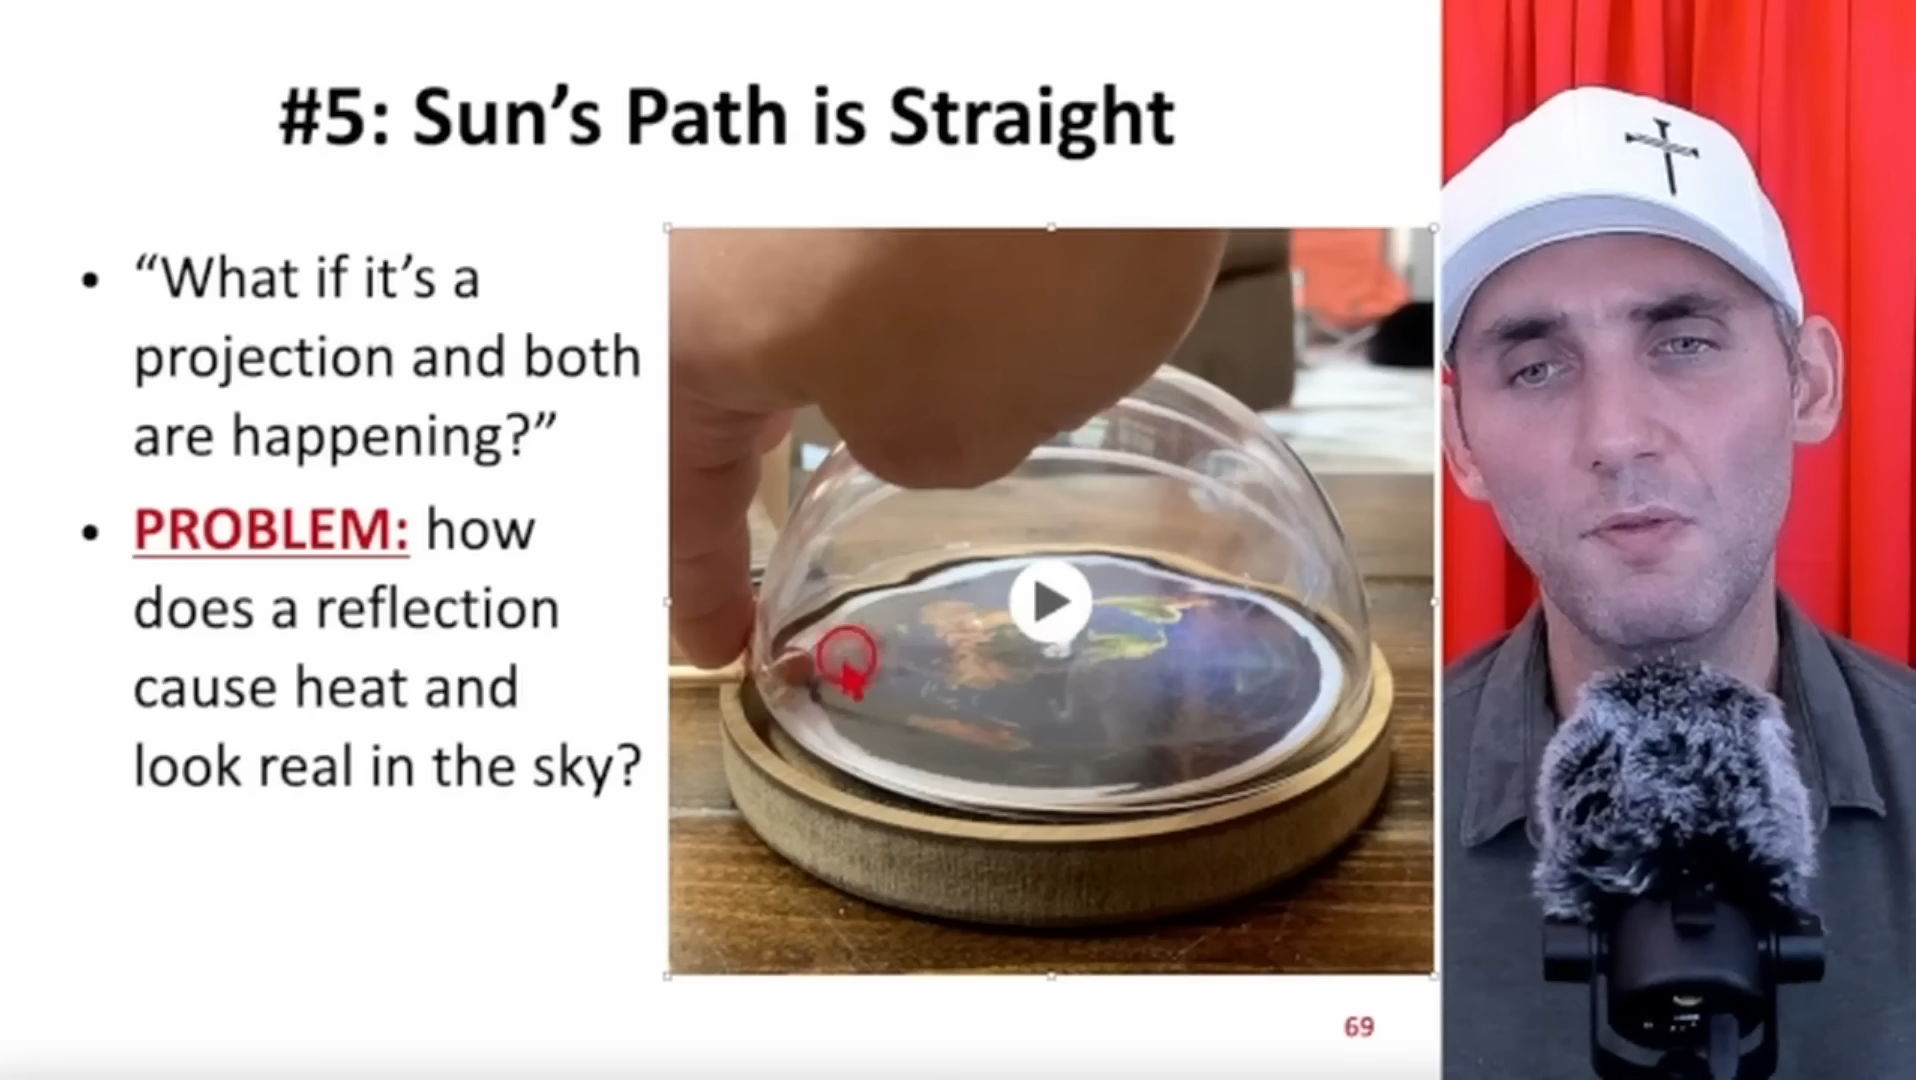 #5: Sun’s Path is Straight
• “What if it’s a
projection and both
are happening?”
• PROBLEM: how
does a reflection
cause heat and
look real in the sky?
69